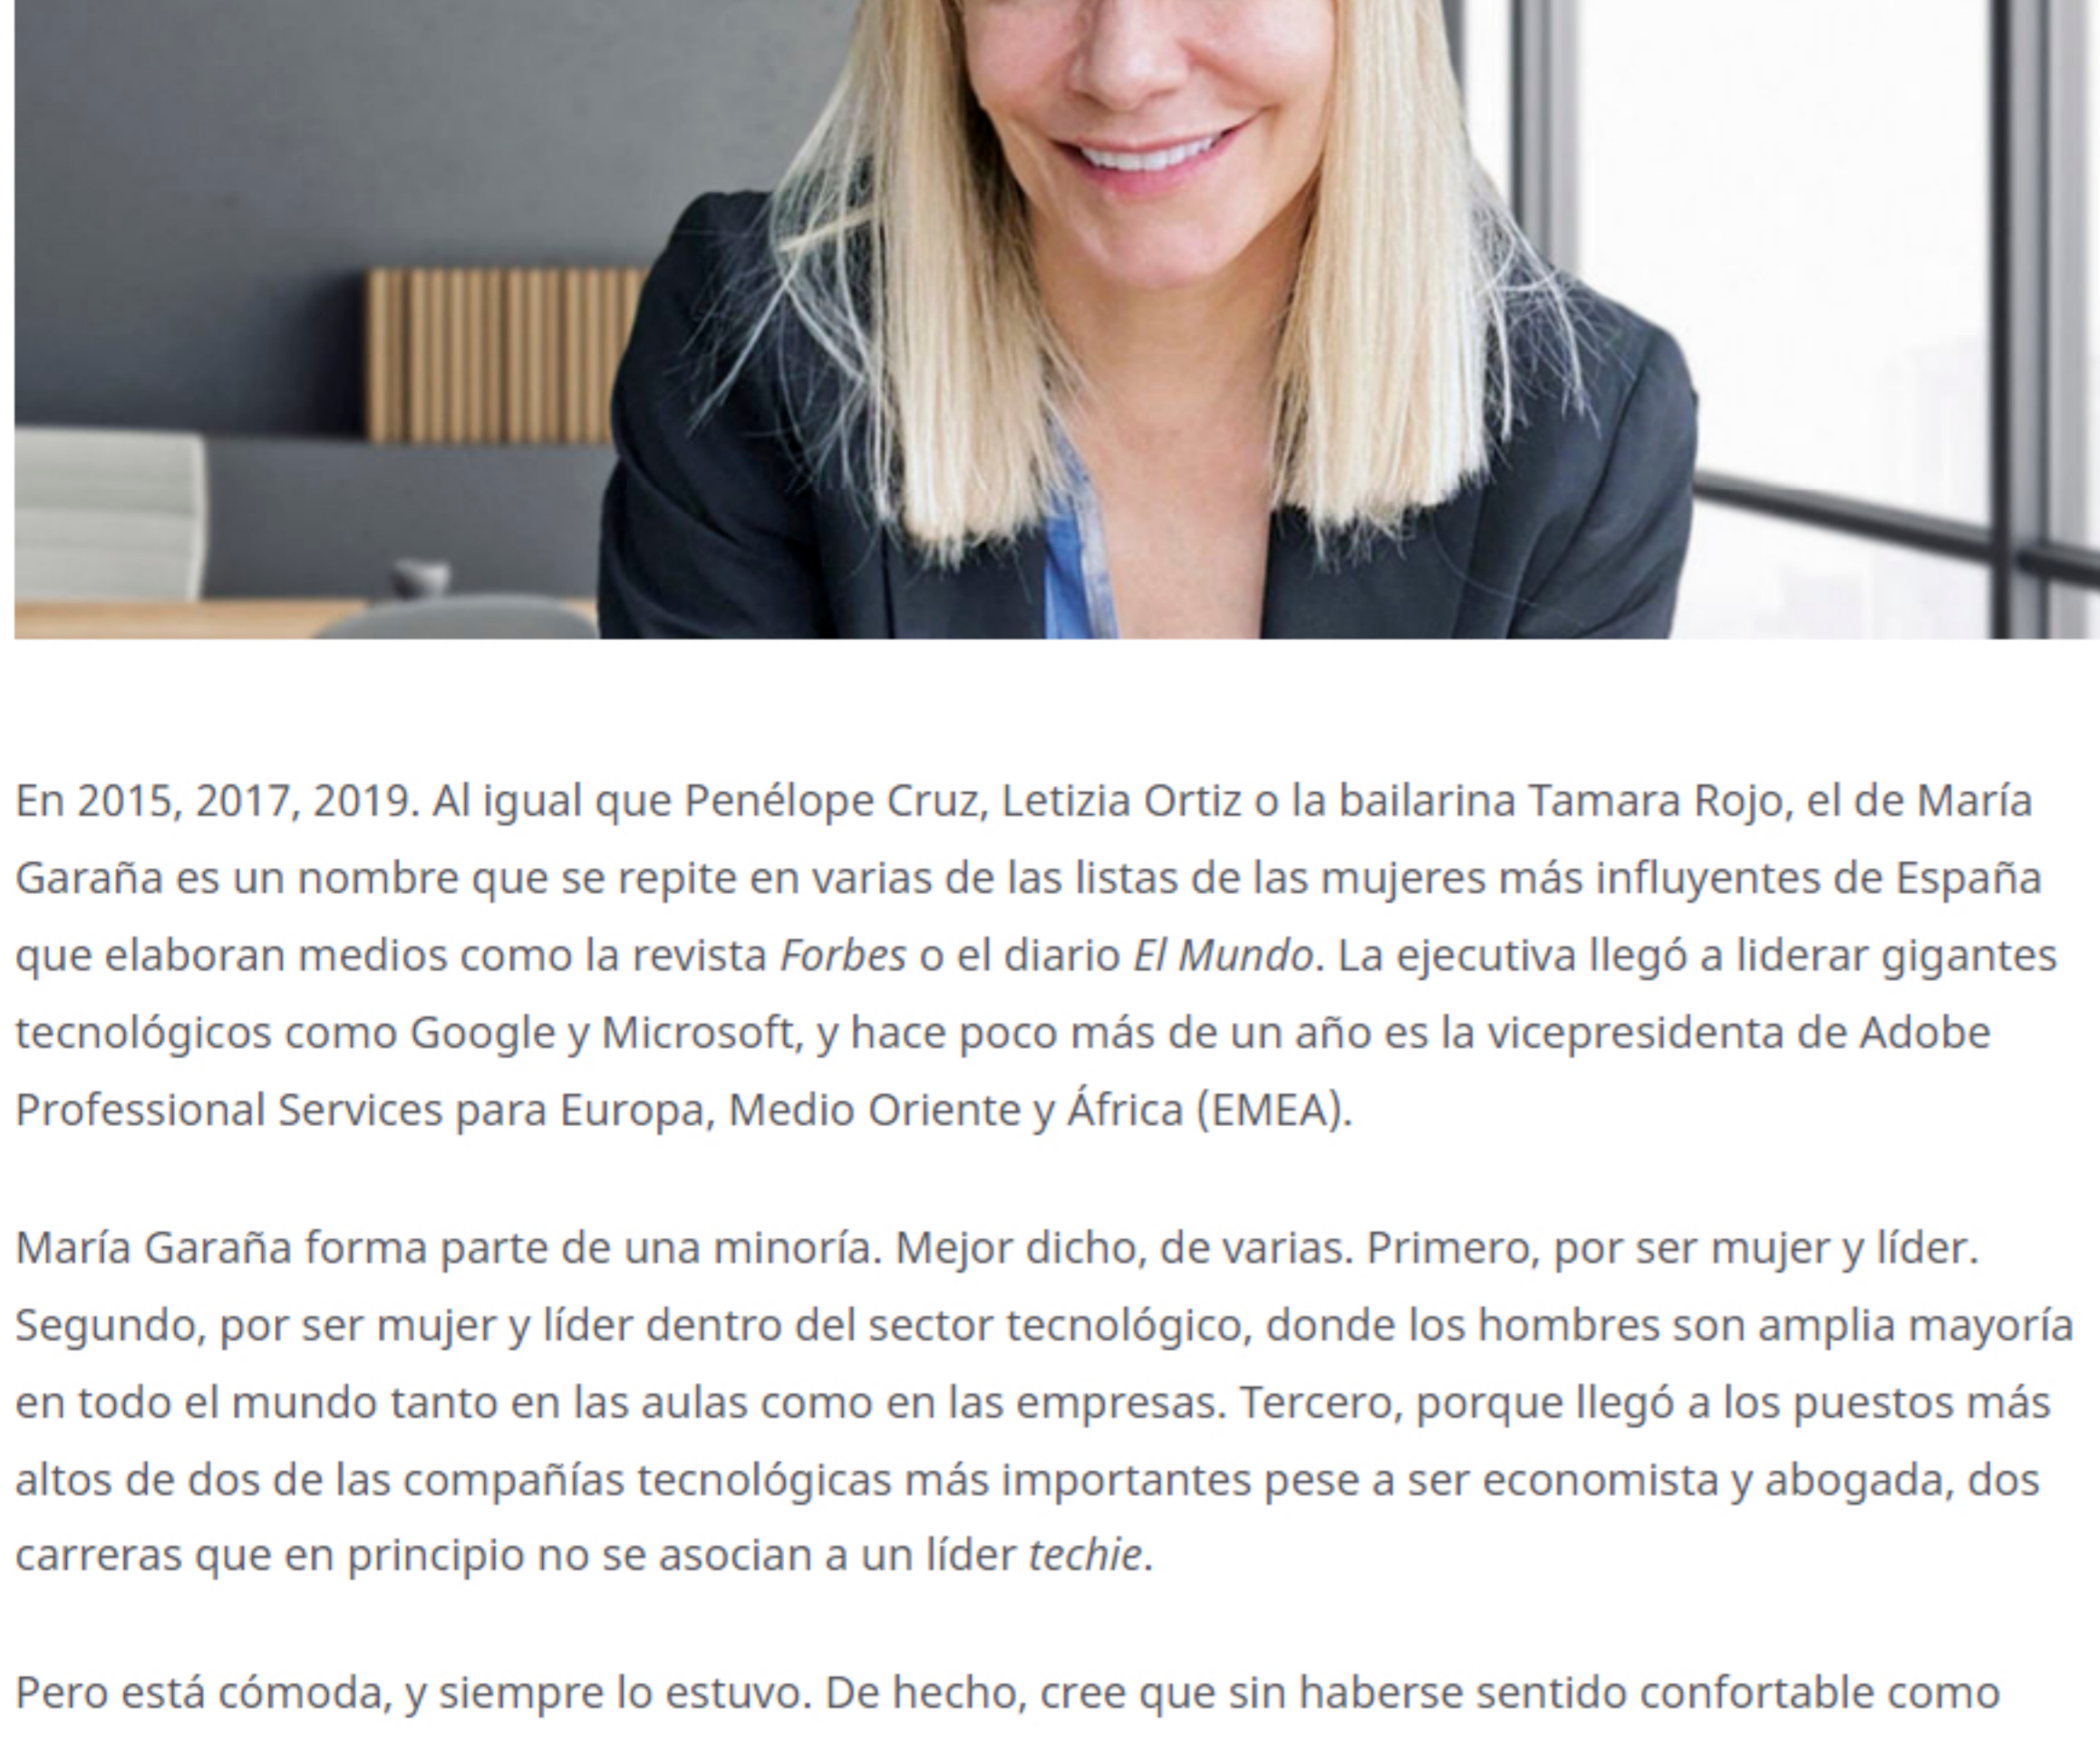 En 2015, 2017, 2019. Al igual que Penélope Cruz, Letizia Ortiz o la bailarina Tamara Rojo, el de María
Garaña es un nombre que se repite en varias de las listas de las mujeres más influyentes de España
que elaboran medios como la revista Forbes o el diario El Mundo. La ejecutiva llegó a liderar gigantes
tecnológicos como Google y Microsoft, y hace poco más de un año es la vicepresidenta de Adobe
Professional Services para Europa, Medio Oriente y África (EMEA).
María Garaña forma parte de una minoría. Mejor dicho, de varias. Primero, por ser mujer y líder.
Segundo, por ser mujer y líder dentro del sector tecnológico, donde los hombres son amplia mayoría
en todo el mundo tanto en las aulas como en las empresas. Tercero, porque llegó a los puestos más
altos de dos de las compañías tecnológicas más importantes pese a ser economista y abogada, dos
carreras que en principio no se asocian a un líder techie.
Pero está cómoda, y siempre lo estuvo. De hecho, cree que sin haberse sentido confortable como